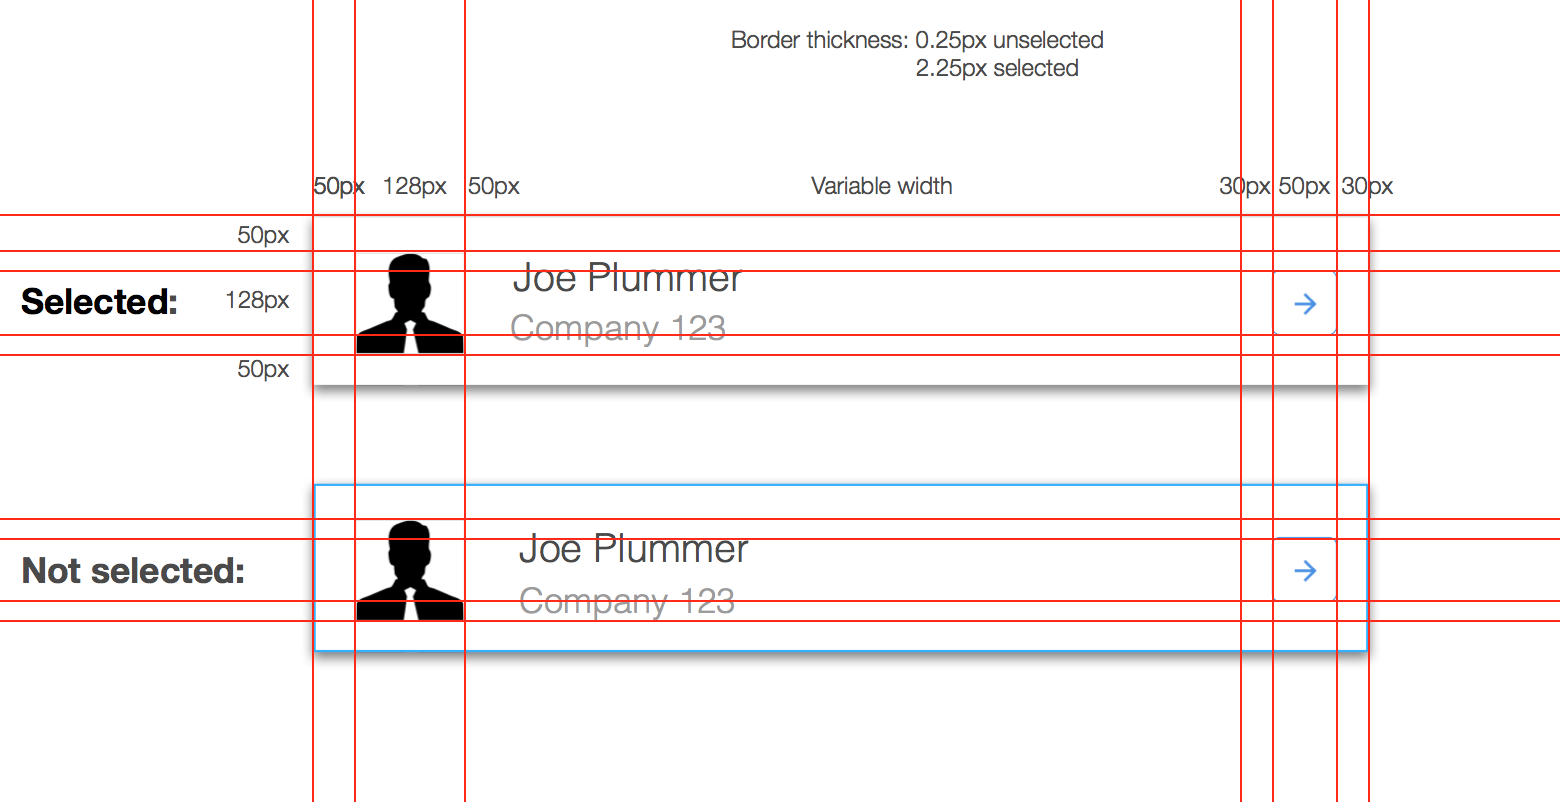 Border thickness: 0.25px unselected
2.25px selected
50px 128px 50px Variable width 30px 50px 30px
50px
Joe Plummer
Selected: 128px
Company 123
50px
Joe Plummer
Not selected:
Company 123